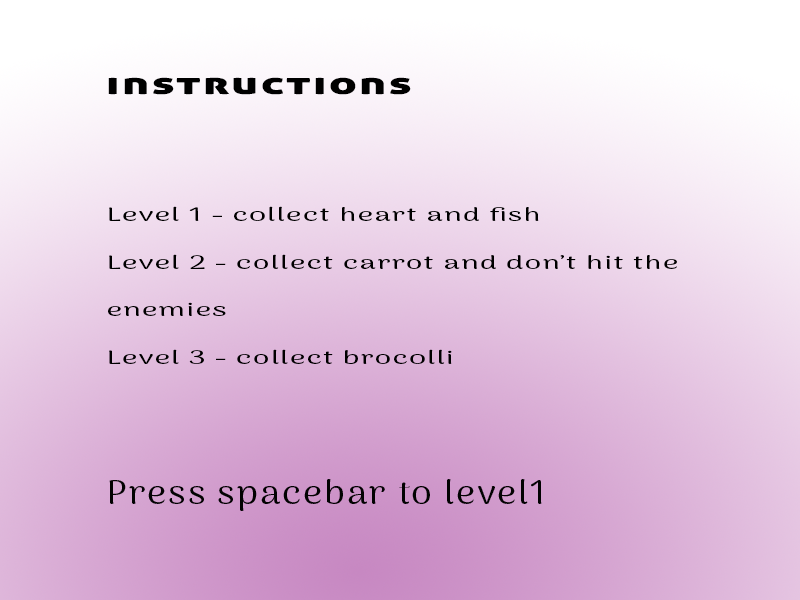 INSTRUCTIONS
Level 1 - collect heart and fish
Level 2 - collect carrot and don't hit the
enemies
Level 3 - collect brocolli
Press spacebar to level1